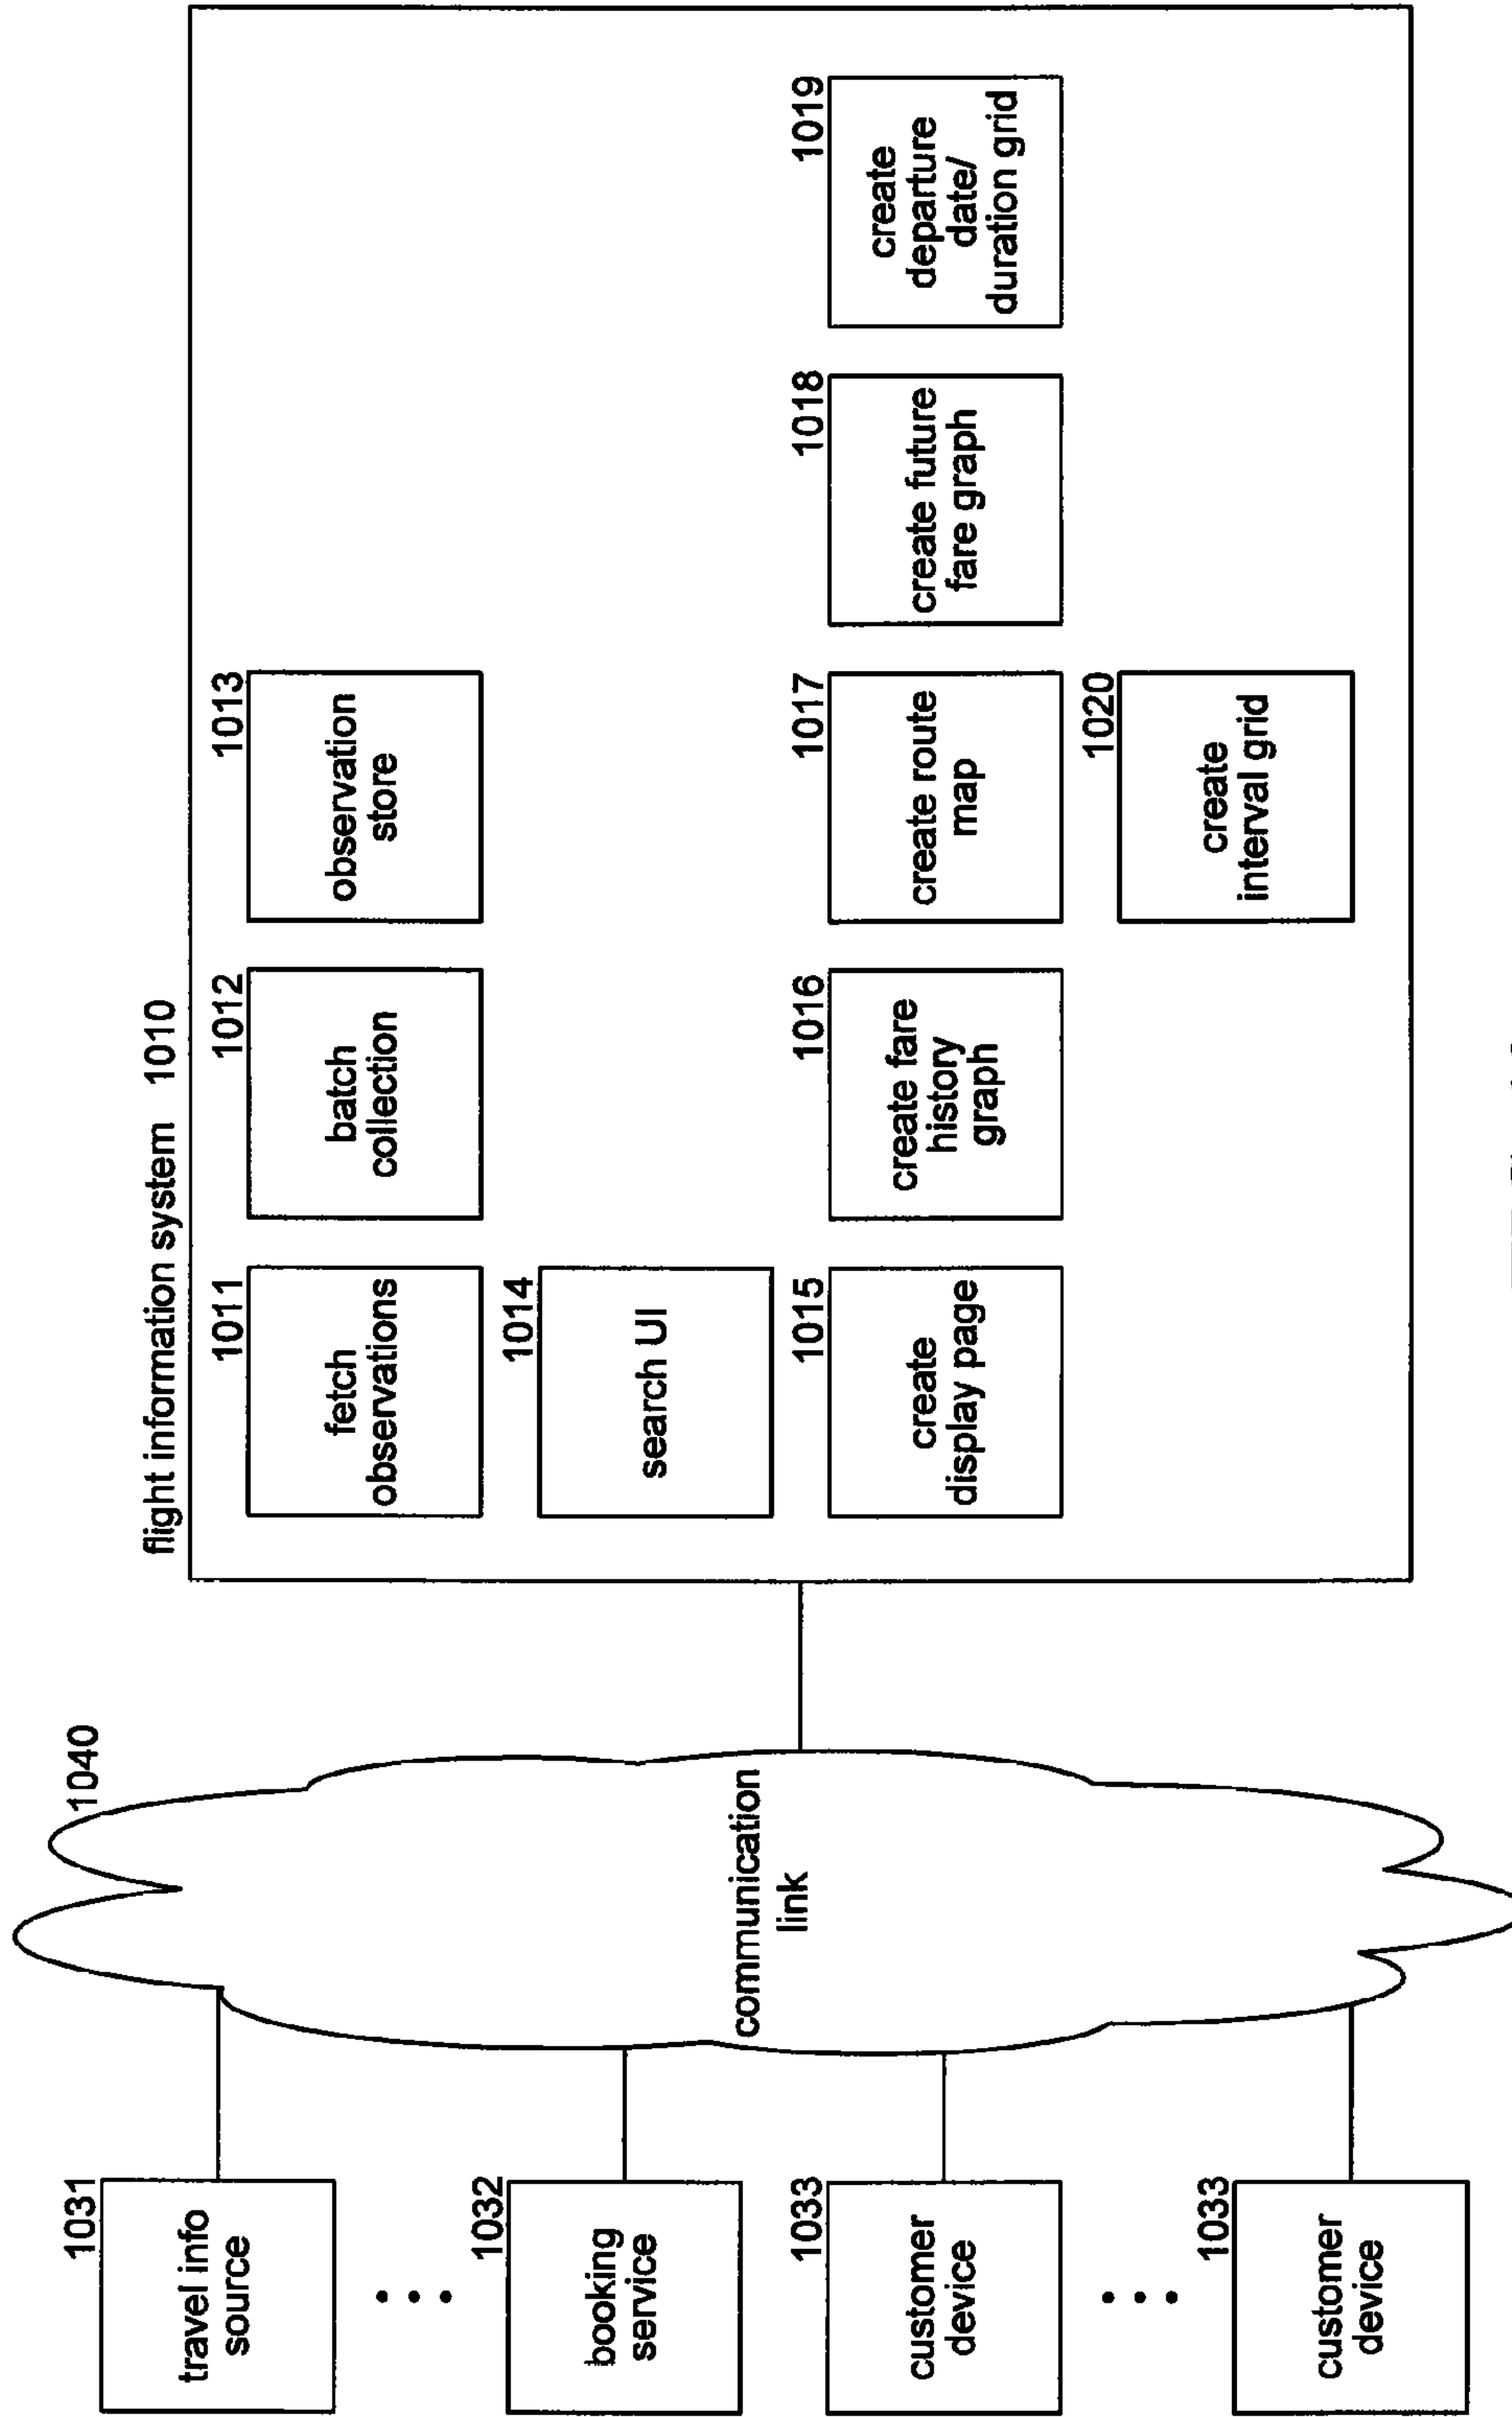 flight information system 1010
1011
fetch
observations
1012
batch
collection
1013
observation
store
1014
search UI
1015
create
display page
1016
create fare
history
graph
1017
create route
map
1018
create future
fare graph
1019
create
departure
date/
duration grid
1020
create
interval grid
1040
communication
link
1031
travel info
source
1032
booking
service
1033
customer
device
1033
customer
device